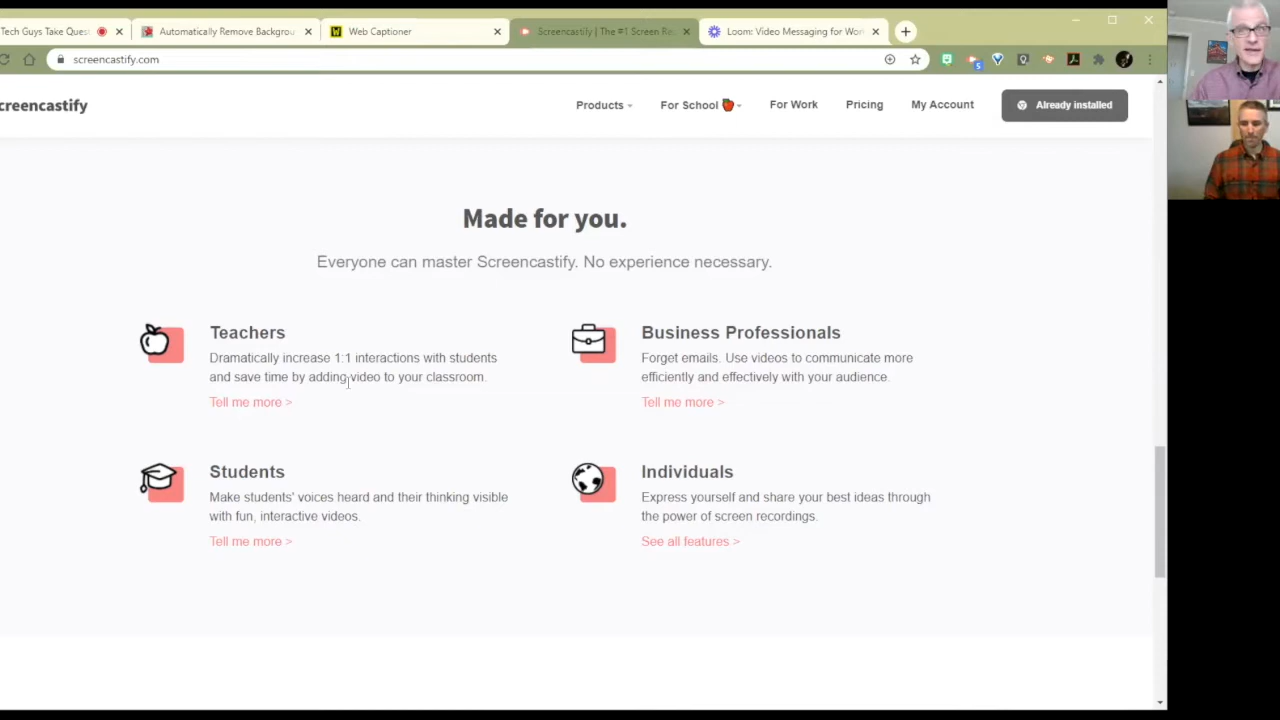 Tech Guys Take Ques
Automatically Remove Backgrou
Web Captioner
Screencastify | The #1 Screen Re
Loom: Video Messaging for Wor
screencastify.com
5
creencastify
Products
For School
For Work
Pricing
My Account
Already installed
Made for you.
Everyone can master Screencastify. No experience necessary.
Teachers
Dramatically increase 1:1 interactions with students
and save time by adding video to your classroom.
Tell me more >
Business Professionals
Forget emails. Use videos to communicate more
efficiently and effectively with your audience.
Tell me more >
Students
Make students' voices heard and their thinking visible
with fun, interactive videos.
Tell me more >
Individuals
Express yourself and share your best ideas through
the power of screen recordings.
See all features >